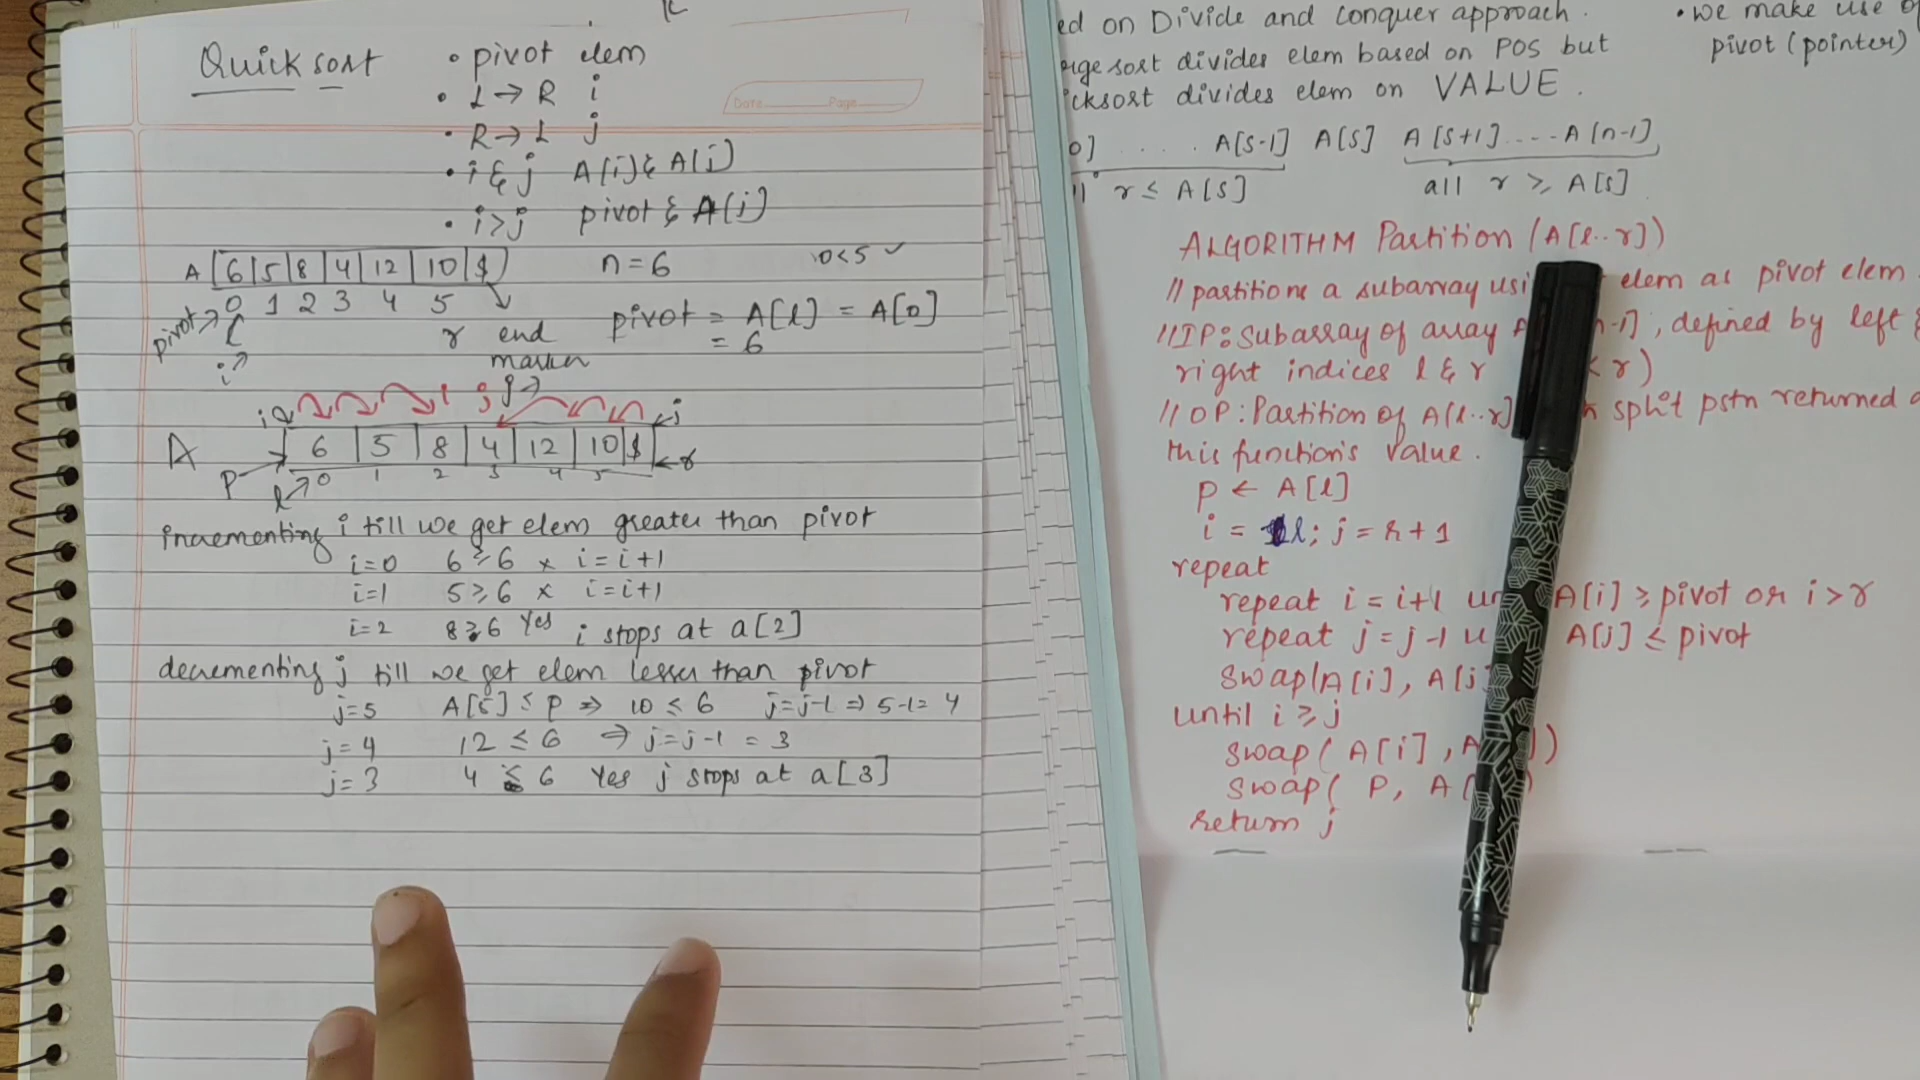 Quick sort
• pivot elem
• L → R i
• R → L j
• i & j A[i] & A[j]
• i>j pivot & A[j]
A 6 5 8 4 12 10 $ n=6 0<5 ✓
0 1 2 3 4 5
pivot → l r end marker
i
pivot = A[l] = A[0]
= 6
i j j
A 6 5 8 4 12 10 $ ← r
P l 0 1 2 3 4 5
incrementing i till we get elem greater than pivot
i=0 6 ≥ 6 × i=i+1
i=1 5 ≥ 6 × i=i+1
i=2 8 ≥ 6 Yes i stops at a[2]
decrementing j till we get elem lesser than pivot
j=5 A[5] ≤ P ⇒ 10 ≤ 6 j=j-1 ⇒ 5-1=4
j=4 12 ≤ 6 → j=j-1 = 3
j=3 4 ≤ 6 Yes j stops at a[3]
ed on Divide and Conquer approach.
sort divides elem based on POS but
cksort divides elem on VALUE.
• we make use
pivot (pointer)
0] .... A[s-1] A[s] A[s+1] .... A[n-1]
r ≤ A[s] all r ≥ A[s]
ALGORITHM Partition (A[l..r])
// partitions a subarray elem as pivot elem
// IP: Subarray of array , defined by left &
right indices l & r < r)
// OP: Partition of A[l..r] split pstn returned
this function's value.
P ← A[l]
i = l; j = r+1
repeat
repeat i = i+1 A[i] ≥ pivot or i>r
repeat j = j-1 A[j] ≤ pivot
swap(A[i], A[j
until i ≥ j
swap( A[i], A )
swap( P, A[
return j